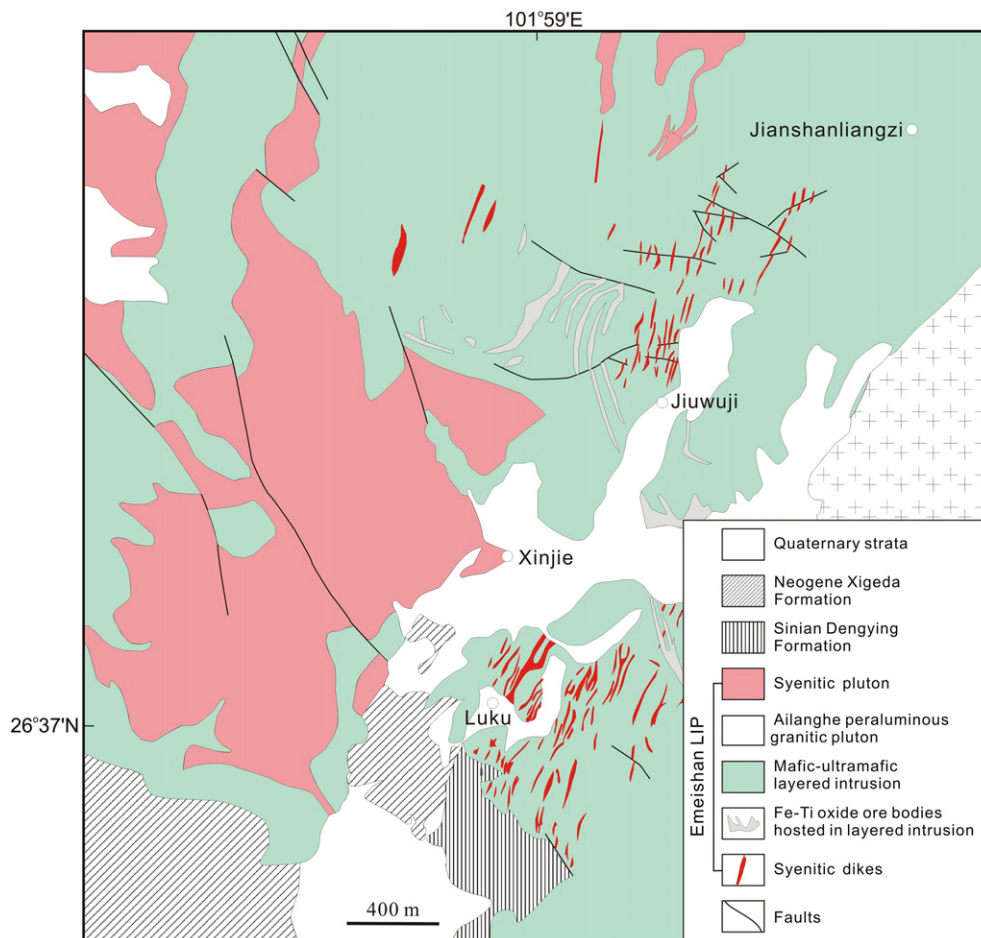 101°59'E
Jianshanliangzi
Jiuwuji
Xinjie
Luku
26°37'N
400 m
Quaternary strata
Neogene Xigeda
Formation
Sinian Dengying
Formation
Syenitic pluton
Ailanghe peraluminous
granitic pluton
Mafic-ultramafic
layered intrusion
Fe-Ti oxide ore bodies
hosted in layered intrusion
Syenitic dikes
Faults
Emeishan LIP